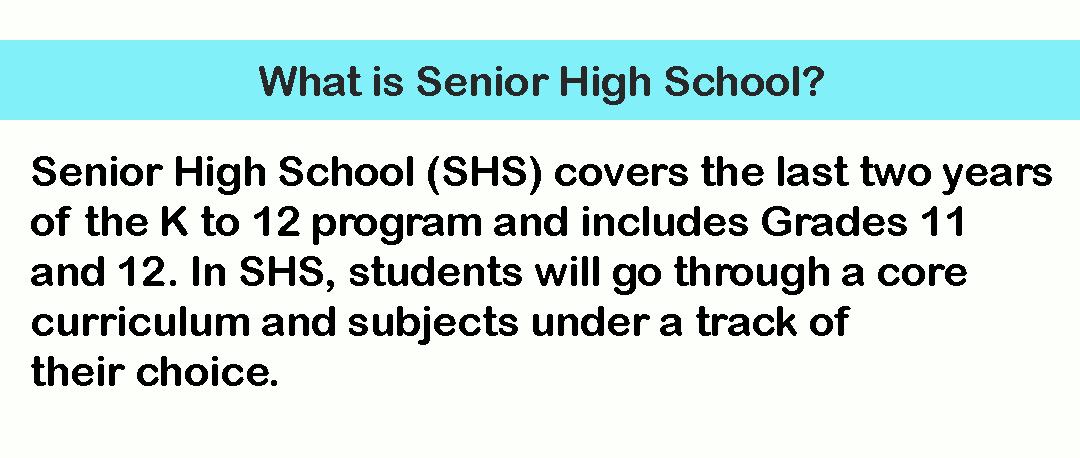 What is Senior High School?
Senior High School (SHS) covers the last two years
of the K to 12 program and includes Grades 11
and 12. In SHS, students will go through a core
curriculum and subjects under a track of
their choice.